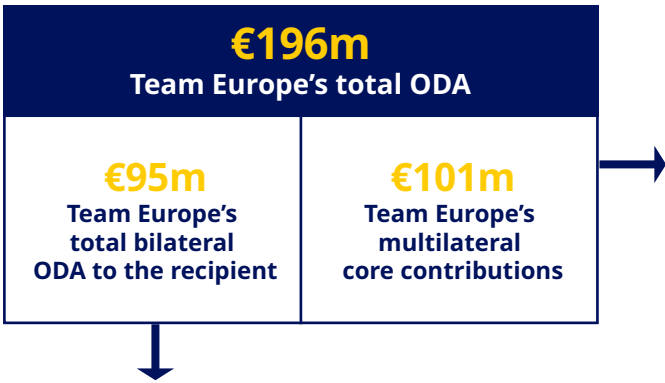 €196m
Team Europe’s total ODA
€95m
Team Europe’s
total bilateral
ODA to the recipient
€101m
Team Europe’s
multilateral
core contributions